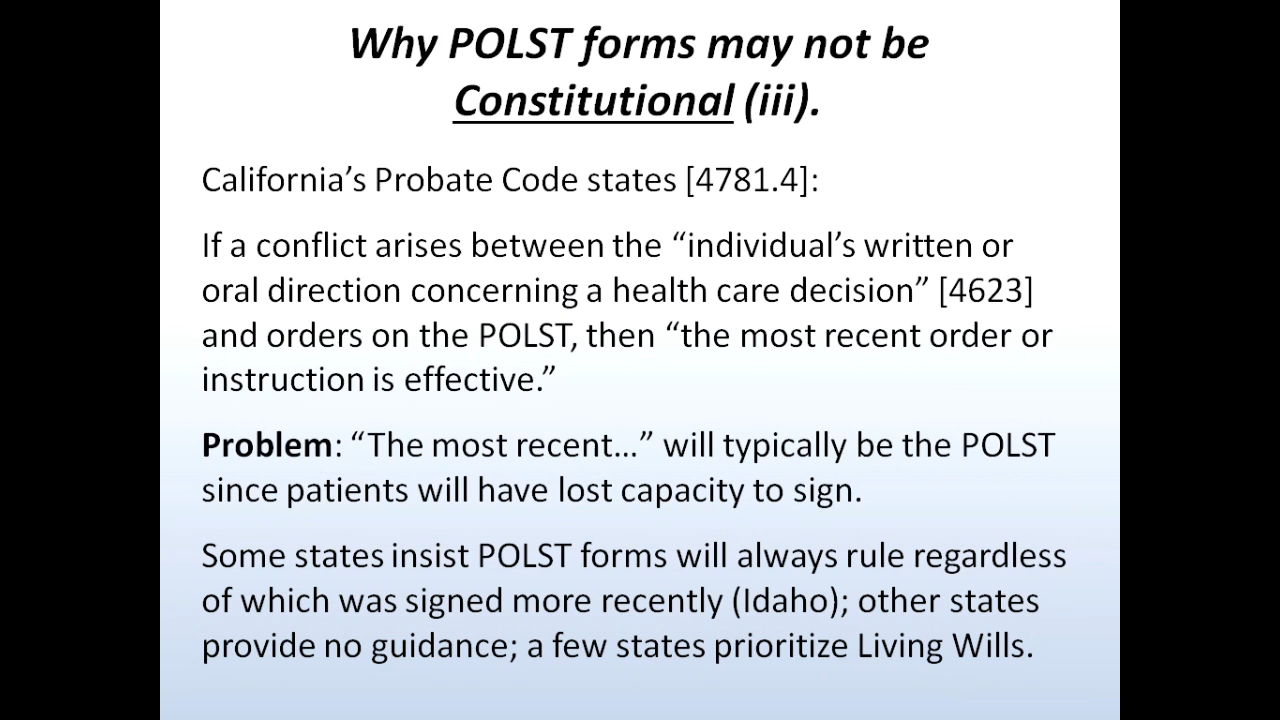 Why POLST forms may not be
Constitutional (iii).
California’s Probate Code states [4781.4]:
If a conflict arises between the “individual’s written or
oral direction concerning a health care decision” [4623]
and orders on the POLST, then “the most recent order or
instruction is effective.”
Problem: “The most recent…” will typically be the POLST
since patients will have lost capacity to sign.
Some states insist POLST forms will always rule regardless
of which was signed more recently (Idaho); other states
provide no guidance; a few states prioritize Living Wills.